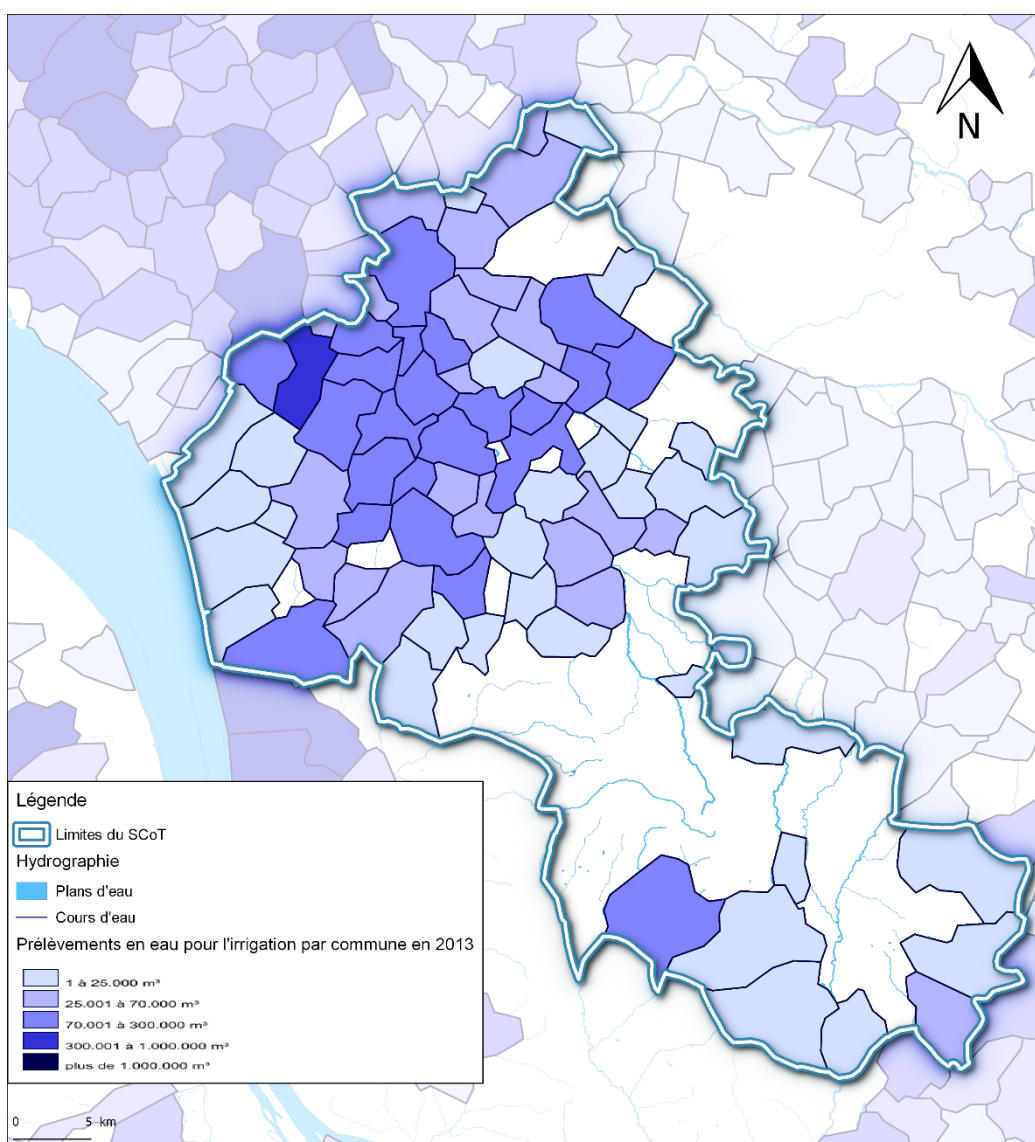 N
Légende
Limites du SCoT
Hydrographie
Plans d'eau
Cours d'eau
Prélèvements en eau pour l'irrigation par commune en 2013
1 à 25.000 m³
25.001 à 70.000 m³
70.001 à 300.000 m³
300.001 à 1.000.000 m³
plus de 1.000.000 m³
0 5 km